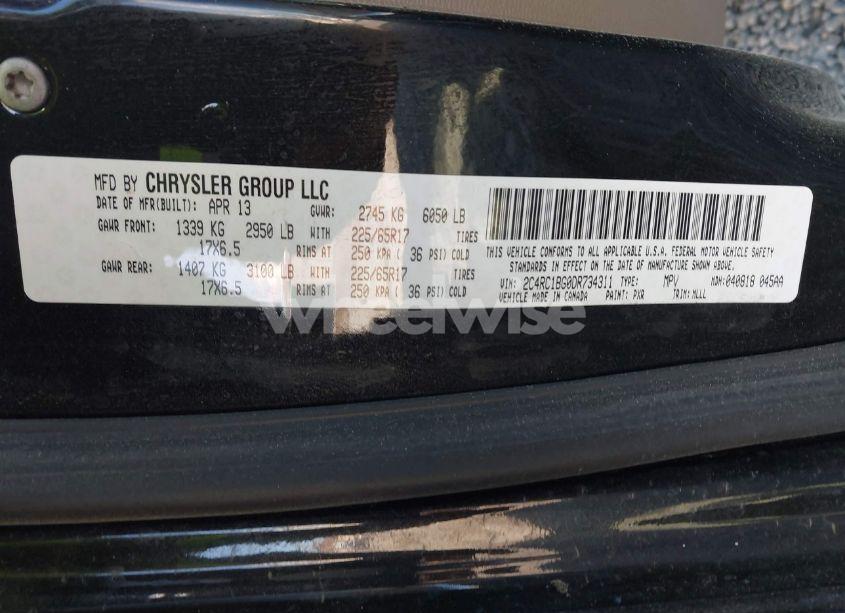 MFD BY CHRYSLER GROUP LLC
DATE OF MFR(BUILT): APR 13 GVWR: 2745 KG 6050 LB
GAWR FRONT: 1339 KG 2950 LB WITH 225/65R17 TIRES
17X6.5 RIMS AT 250 KPA ( 36 PSI) COLD
GAWR REAR: 1407 KG 3100 LB WITH 225/65R17 TIRES
17X6.5 RIMS AT 250 KPA ( 36 PSI) COLD
THIS VEHICLE CONFORMS TO ALL APPLICABLE U.S.A. FEDERAL MOTOR VEHICLE SAFETY
STANDARDS IN EFFECT ON THE DATE OF MANUFACTURE SHOWN ABOVE.
VIN: 2C4RC1BG0DR734311 TYPE: MPV MDH:040818 045AA
VEHICLE MADE IN CANADA PAINT: PXR TRIM:MLLL
wheelwise